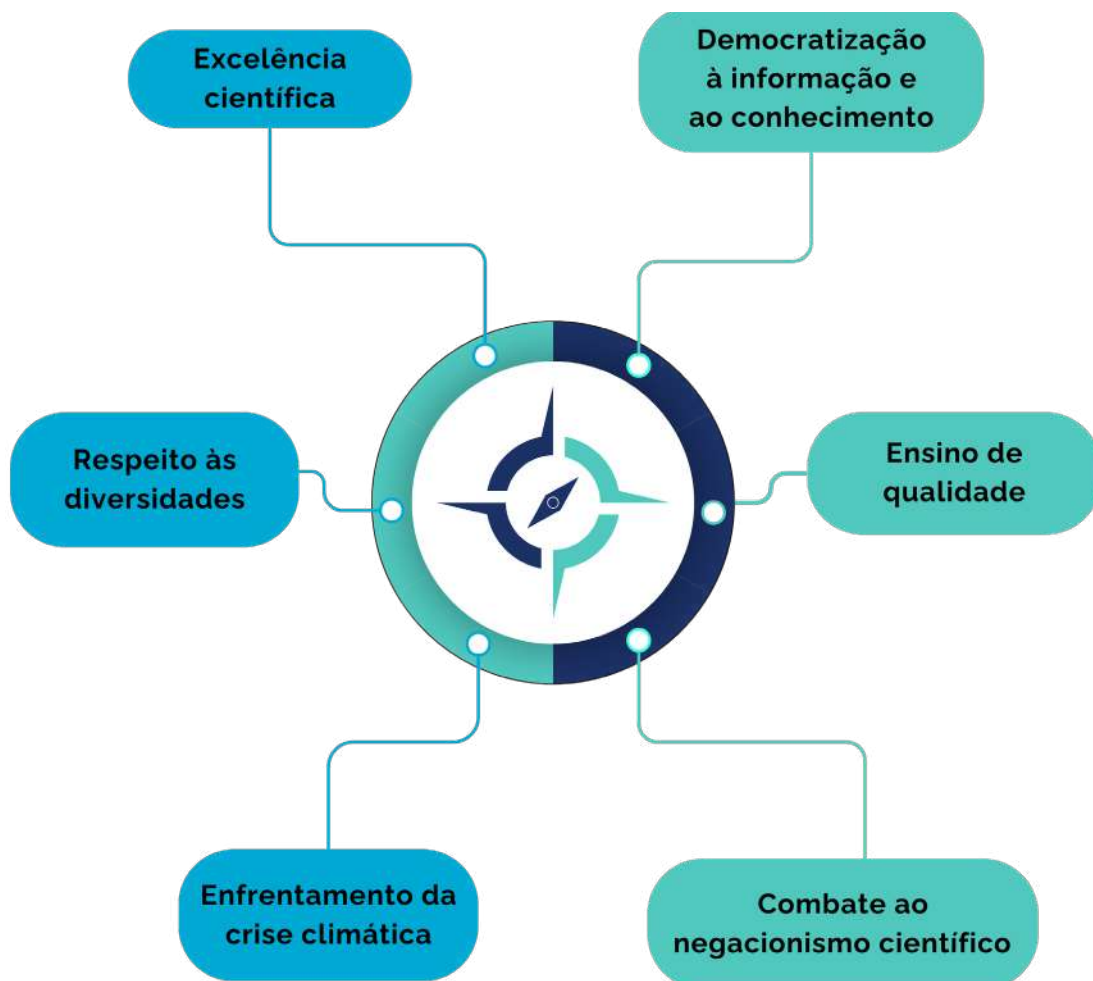 Excelência
científica
Democratização
à informação e
ao conhecimento
Respeito às
diversidades
Ensino de
qualidade
Enfrentamento da
crise climática
Combate ao
negacionismo científico